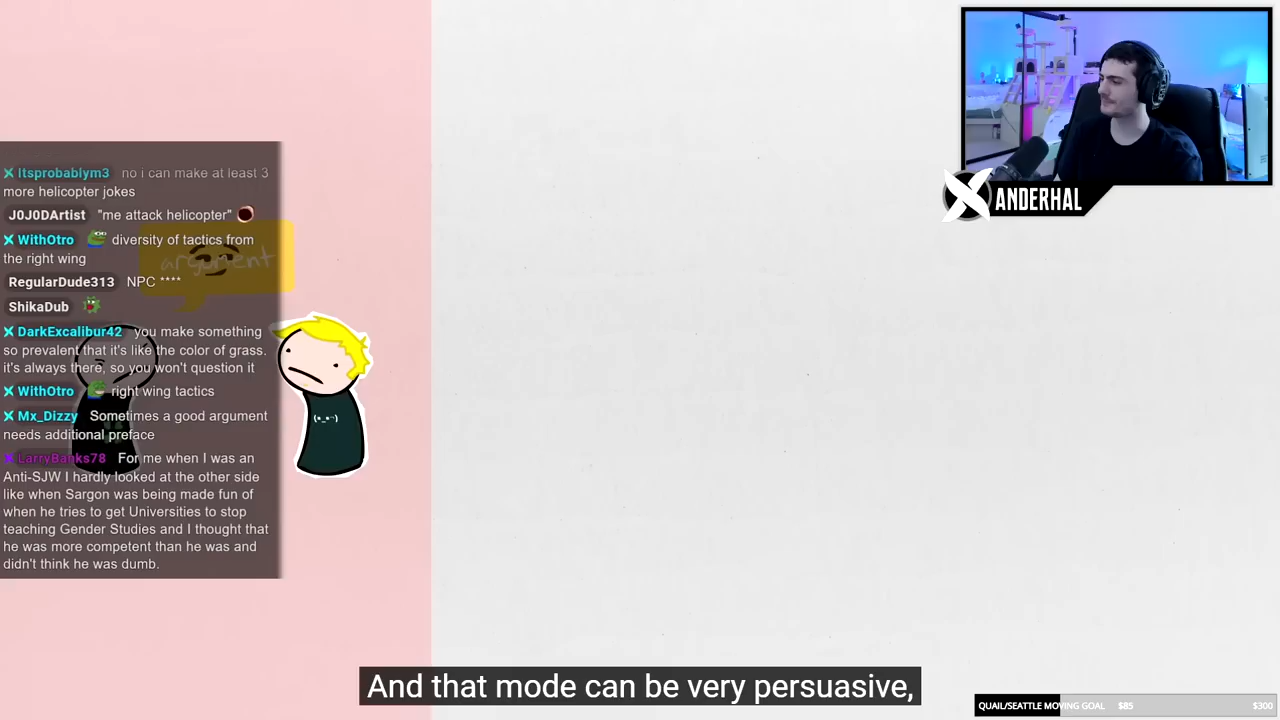 Itsprobablym3 no i can make at least 3
more helicopter jokes
J0J0DArtist "me attack helicopter"
WithOtro diversity of tactics from
the right wing
argument
RegularDude313 NPC ****
ShikaDub
DarkExcalibur42 you make something
so prevalent that it's like the color of grass.
it's always there, so you won't question it
WithOtro right wing tactics
Mx_Dizzy Sometimes a good argument
needs additional preface
LarryBanks78 For me when I was an
Anti-SJW I hardly looked at the other side
like when Sargon was being made fun of
when he tries to get Universities to stop
teaching Gender Studies and I thought that
he was more competent than he was and
didn't think he was dumb.
ANDERHAL
And that mode can be very persuasive,
QUAIL/SEATTLE MOVING GOAL $85 $300